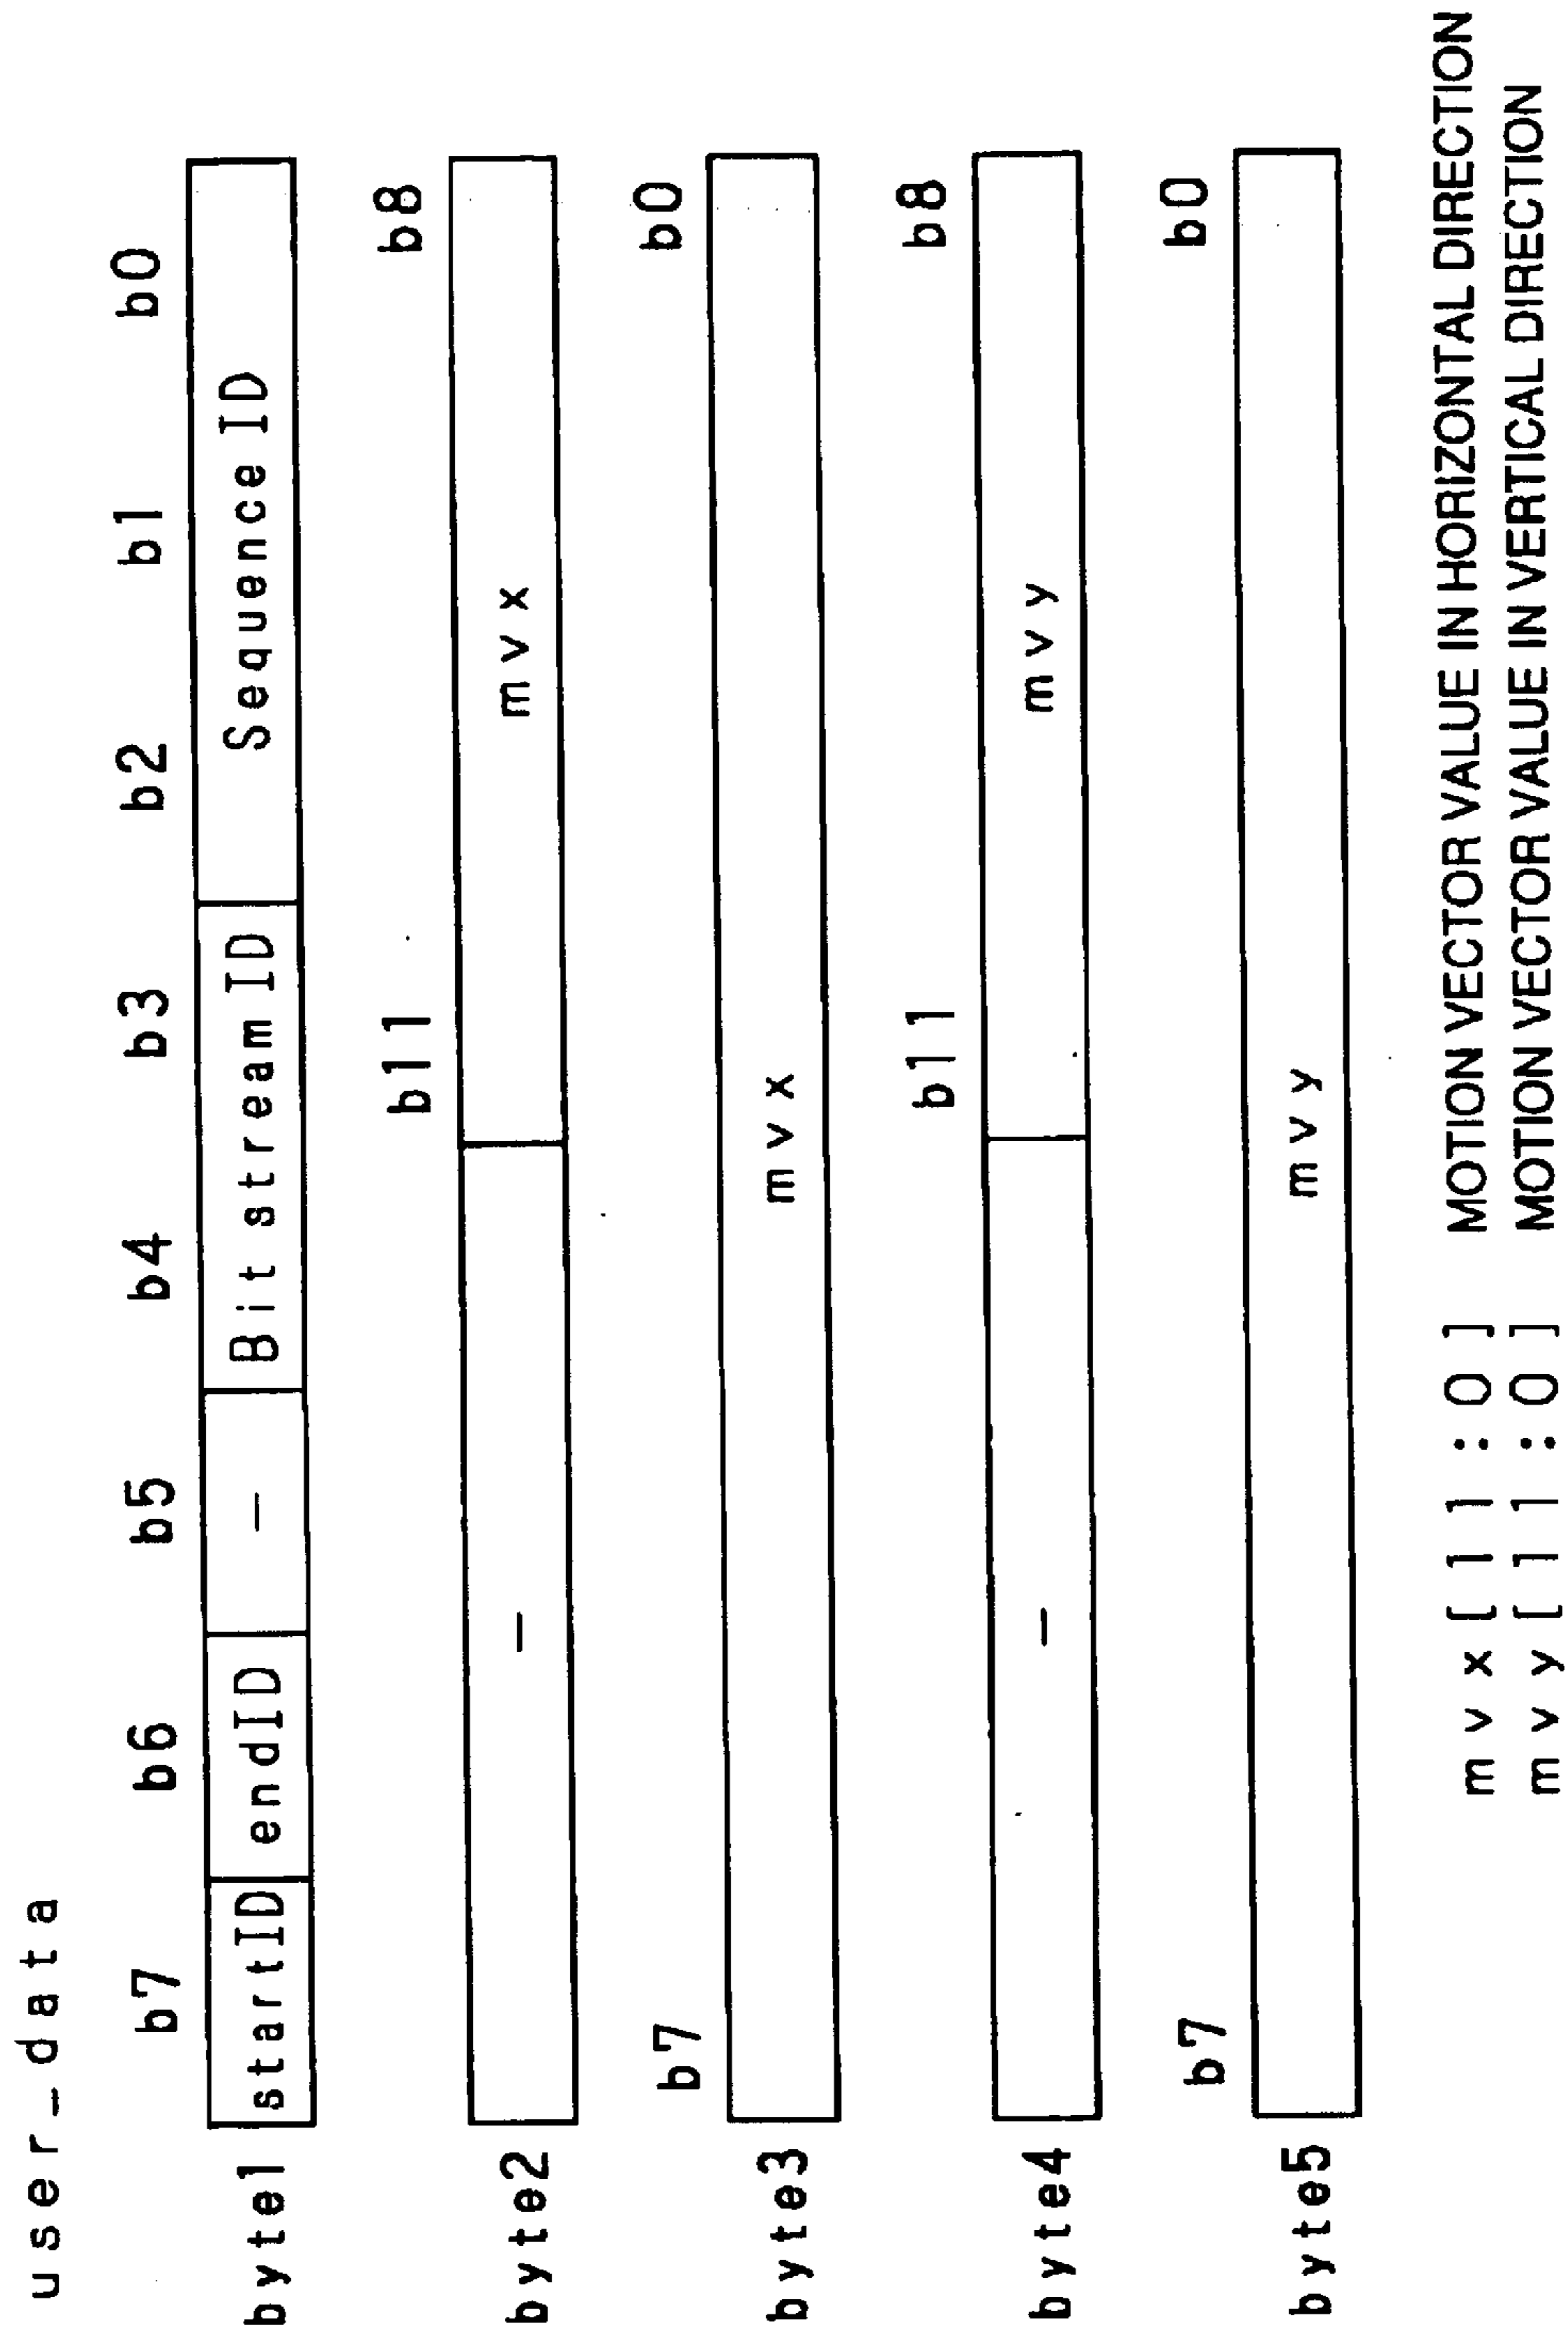 user_data
b7 b6 b5 b4 b3 b2 b1 b0
byte1 startID endID – Bit stream ID Sequence ID
b11 b8
byte2 – mvx
b7 b0
byte3 mvx
b11 b8
byte4 – mvy
b7 b0
byte5 mvy
mvx[11:0] MOTION VECTOR VALUE IN HORIZONTAL DIRECTION
mvy[11:0] MOTION VECTOR VALUE IN VERTICAL DIRECTION